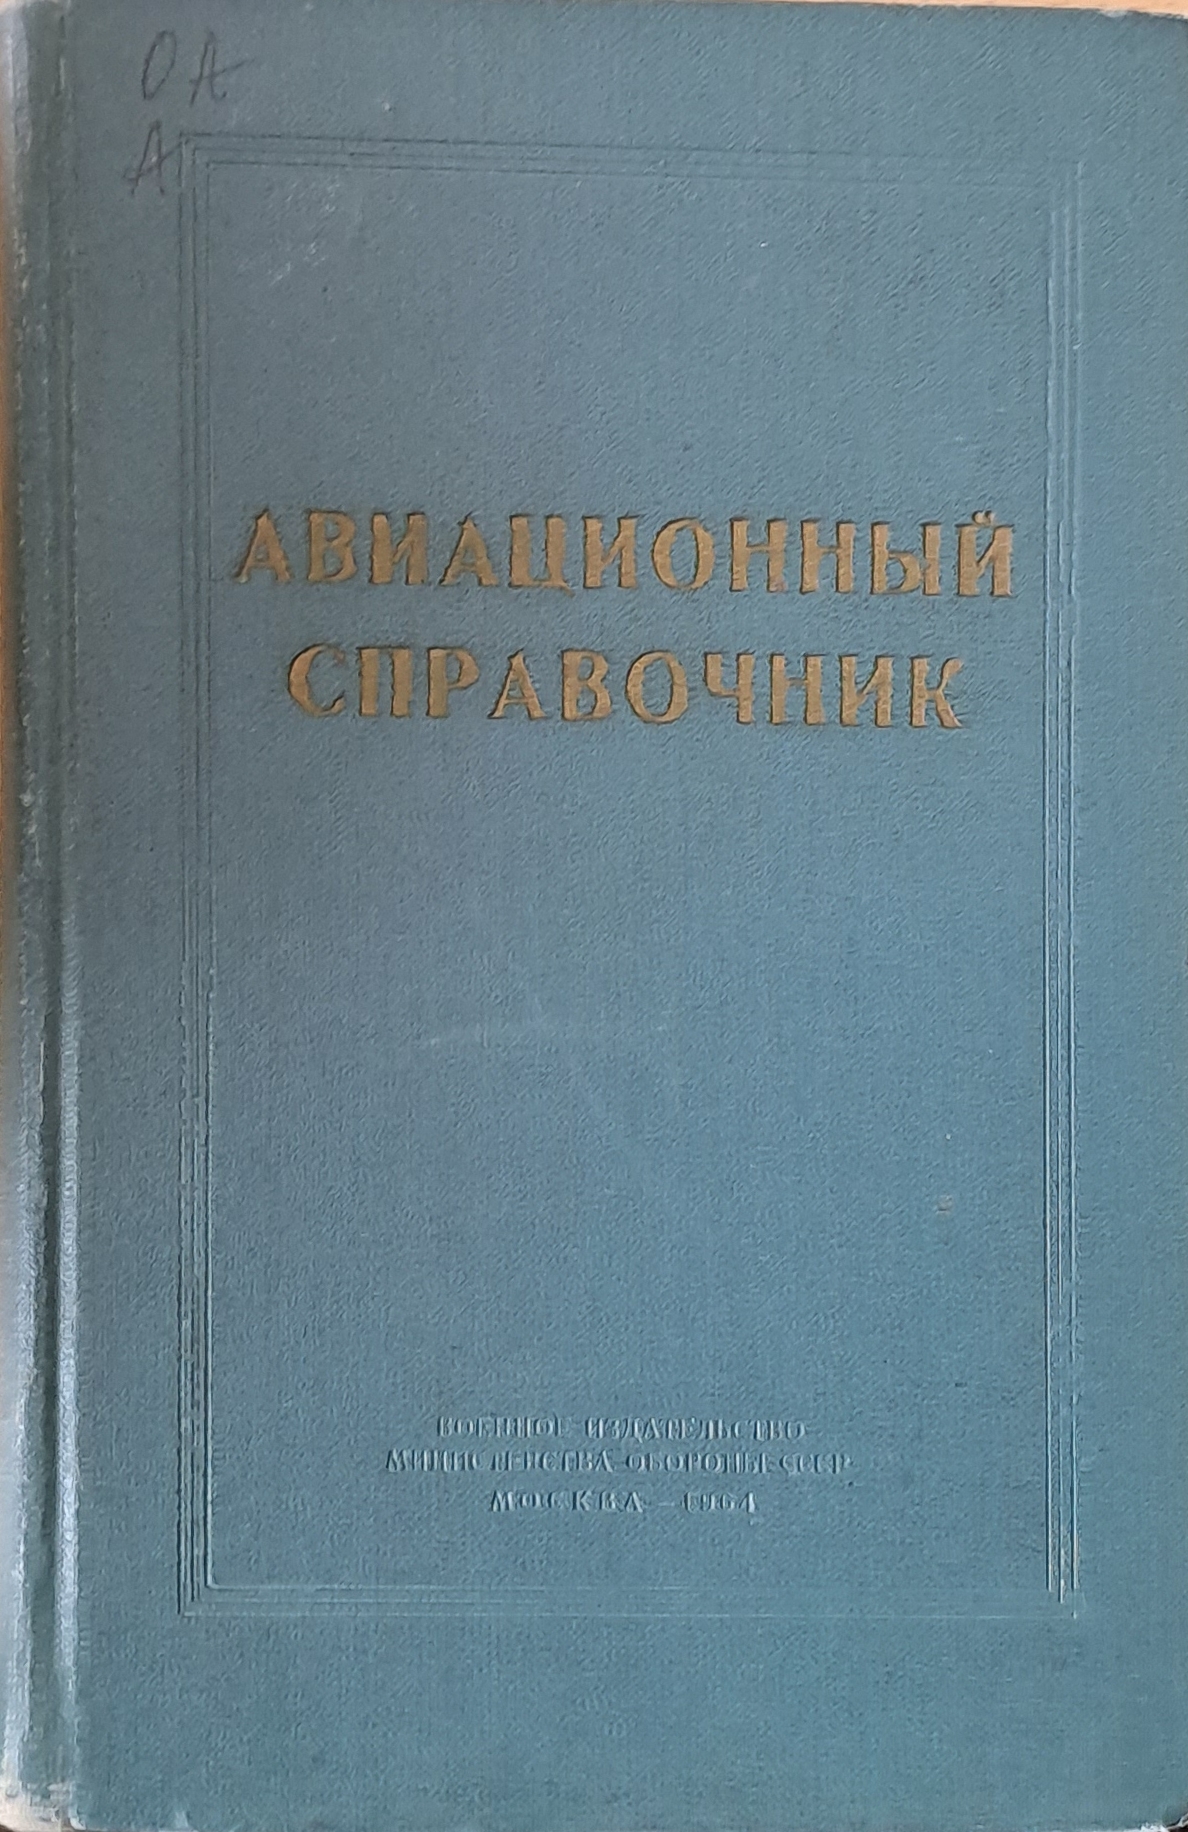 ОА
А
АВИАЦИОННЫЙ
СПРАВОЧНИК
ВОЕННОЕ ИЗДАТЕЛЬСТВО
МИНИСТЕРСТВА ОБОРОНЫ СССР
МОСКВА — 1964